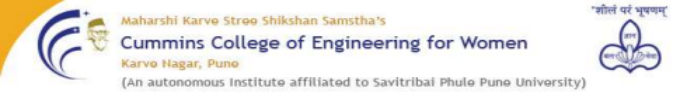 Maharshi Karve Stree Shikshan Samstha's
Cummins College of Engineering for Women
Karve Nagar, Pune
(An autonomous Institute affiliated to Savitribai Phule Pune University)
"शीलं परं भूषणम्"
ज्ञान